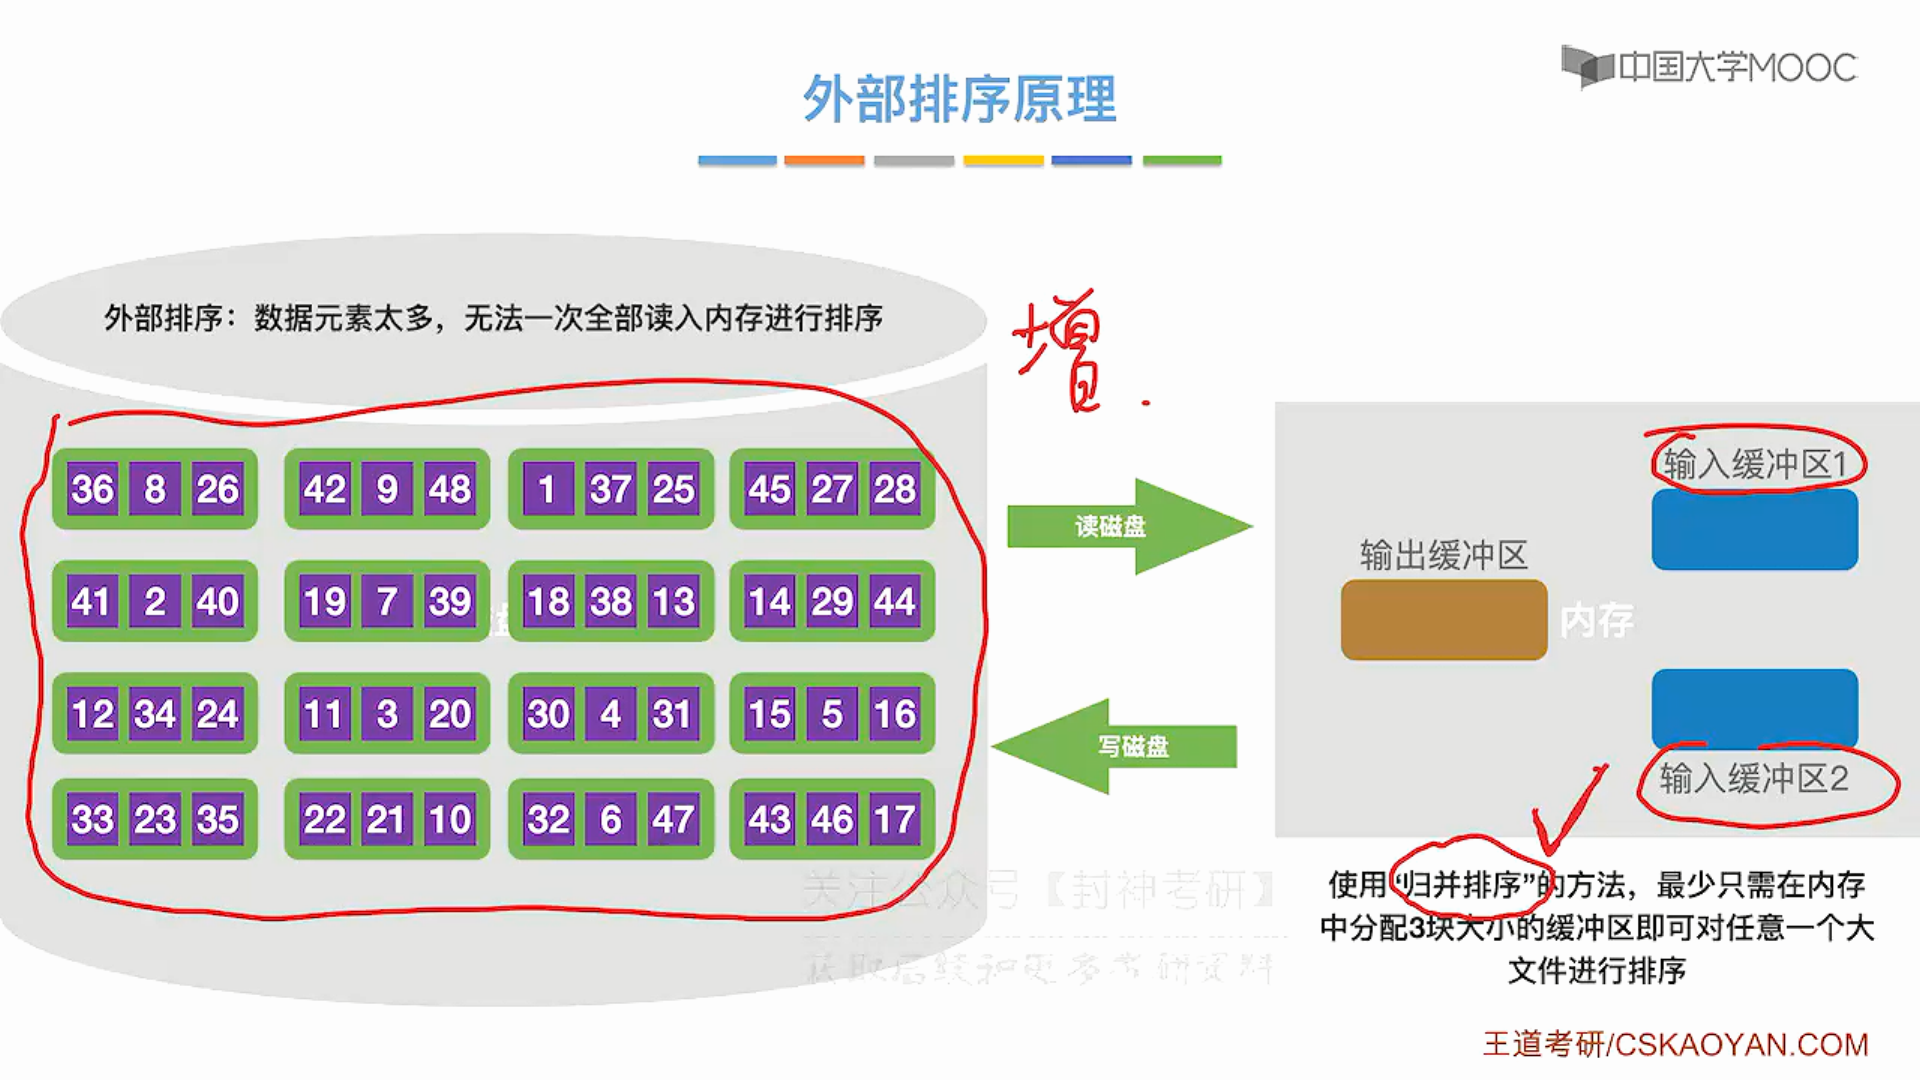 中国大学MOOC
外部排序原理
外部排序：数据元素太多，无法一次全部读入内存进行排序
增
36 8 26 42 9 48 1 37 25 45 27 28
41 2 40 19 7 39 18 38 13 14 29 44
12 34 24 11 3 20 30 4 31 15 5 16
33 23 35 22 21 10 32 6 47 43 46 17
读磁盘
写磁盘
输入缓冲区1
输出缓冲区
内存
输入缓冲区2
使用“归并排序”的方法，最少只需在内存
中分配3块大小的缓冲区即可对任意一个大
文件进行排序
关注公众号【封神考研】
获取后续和更多考研资料
王道考研/CSKAOYAN.COM